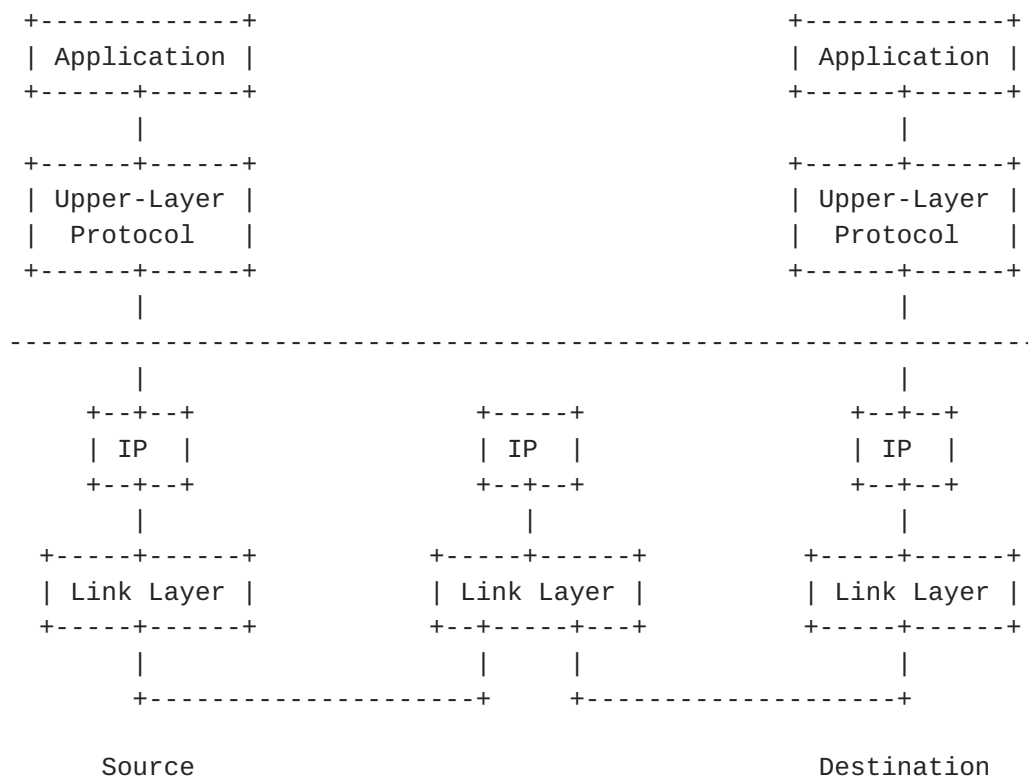 +-------------+                                  +-------------+
| Application |                                  | Application |
+------+------+                                  +------+------+
       |                                                |
+------+------+                                  +------+------+
| Upper-Layer |                                  | Upper-Layer |
|  Protocol   |                                  |  Protocol   |
+------+------+                                  +------+------+
       |                                                |
------------------------------------------------------------------
       |                                                |
    +--+--+                  +-----+                 +--+--+
    | IP  |                  | IP  |                 | IP  |
    +--+--+                  +--+--+                 +--+--+
       |                        |                       |
 +-----+------+           +-----+------+          +-----+------+
 | Link Layer |           | Link Layer |          | Link Layer |
 +-----+------+           +--+-----+---+          +-----+------+
       |                     |     |                    |
       +---------------------+     +--------------------+
     Source                                         Destination